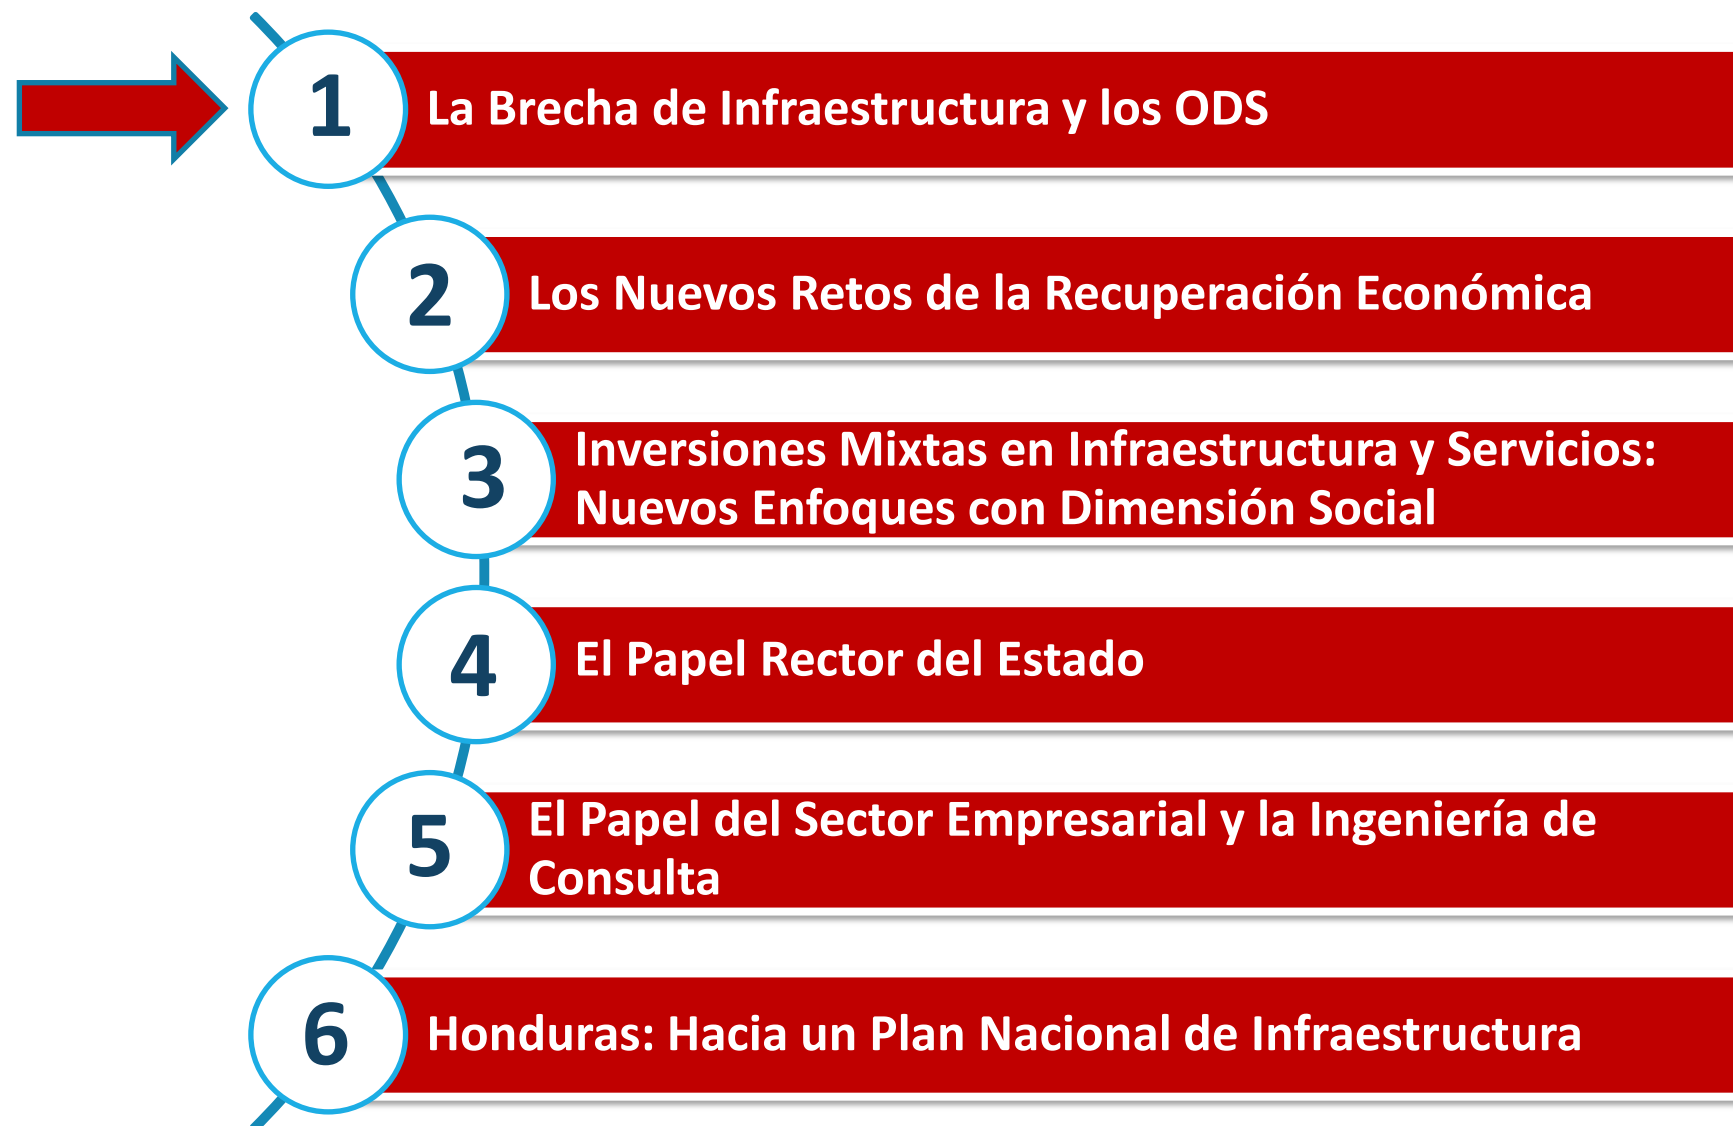 1
La Brecha de Infraestructura y los ODS
2
Los Nuevos Retos de la Recuperación Económica
3
Inversiones Mixtas en Infraestructura y Servicios:
Nuevos Enfoques con Dimensión Social
4
El Papel Rector del Estado
5
El Papel del Sector Empresarial y la Ingeniería de
Consulta
6
Honduras: Hacia un Plan Nacional de Infraestructura